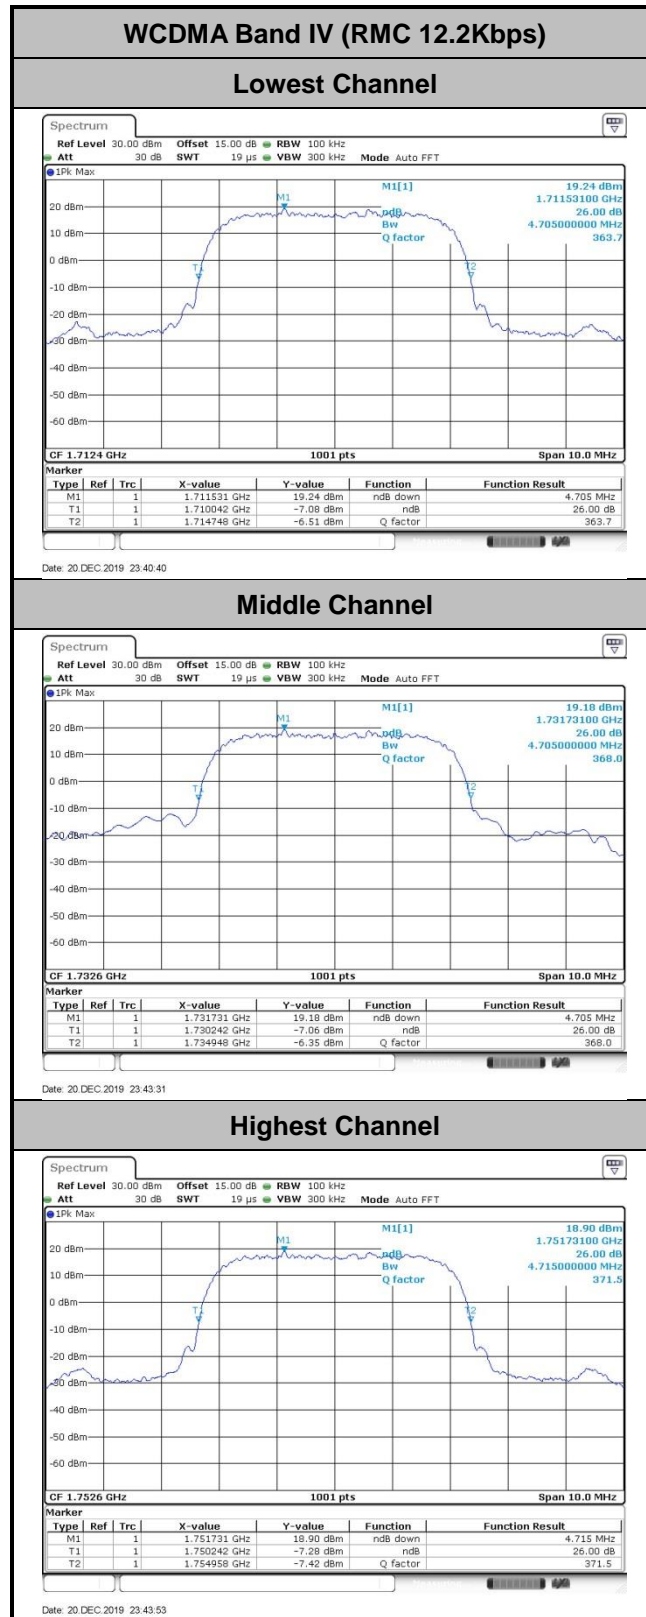 WCDMA Band IV (RMC 12.2Kbps)
Lowest Channel
Spectrum
Ref Level 30.00 dBm Offset 15.00 dB RBW 100 kHz
Att 30 dB SWT 19 µs VBW 300 kHz Mode Auto FFT
1Pk Max
M1[1] 19.24 dBm
1.71153100 GHz
M1
ndB 26.00 dB
Bw 4.705000000 MHz
Q factor 363.7
20 dBm
10 dBm
0 dBm
T1
T2
-10 dBm
-20 dBm
-30 dBm
-40 dBm
-50 dBm
-60 dBm
CF 1.7124 GHz 1001 pts Span 10.0 MHz
Marker
Type Ref Trc X-value Y-value Function Function Result
M1 1 1.711531 GHz 19.24 dBm ndB down 4.705 MHz
T1 1 1.710042 GHz -7.08 dBm ndB 26.00 dB
T2 1 1.714748 GHz -6.51 dBm Q factor 363.7
Date: 20.DEC.2019 23:40:40
Middle Channel
Spectrum
Ref Level 30.00 dBm Offset 15.00 dB RBW 100 kHz
Att 30 dB SWT 19 µs VBW 300 kHz Mode Auto FFT
1Pk Max
M1[1] 19.18 dBm
1.73173100 GHz
M1
ndB 26.00 dB
Bw 4.705000000 MHz
Q factor 368.0
20 dBm
10 dBm
0 dBm
T1
T2
-10 dBm
-20 dBm
-30 dBm
-40 dBm
-50 dBm
-60 dBm
CF 1.7326 GHz 1001 pts Span 10.0 MHz
Marker
Type Ref Trc X-value Y-value Function Function Result
M1 1 1.731731 GHz 19.18 dBm ndB down 4.705 MHz
T1 1 1.730242 GHz -7.06 dBm ndB 26.00 dB
T2 1 1.734948 GHz -6.35 dBm Q factor 368.0
Date: 20.DEC.2019 23:43:31
Highest Channel
Spectrum
Ref Level 30.00 dBm Offset 15.00 dB RBW 100 kHz
Att 30 dB SWT 19 µs VBW 300 kHz Mode Auto FFT
1Pk Max
M1[1] 18.90 dBm
1.75173100 GHz
M1
ndB 26.00 dB
Bw 4.715000000 MHz
Q factor 371.5
20 dBm
10 dBm
0 dBm
T1
T2
-10 dBm
-20 dBm
-30 dBm
-40 dBm
-50 dBm
-60 dBm
CF 1.7526 GHz 1001 pts Span 10.0 MHz
Marker
Type Ref Trc X-value Y-value Function Function Result
M1 1 1.751731 GHz 18.90 dBm ndB down 4.715 MHz
T1 1 1.750242 GHz -7.28 dBm ndB 26.00 dB
T2 1 1.754958 GHz -7.42 dBm Q factor 371.5
Date: 20.DEC.2019 23:43:53